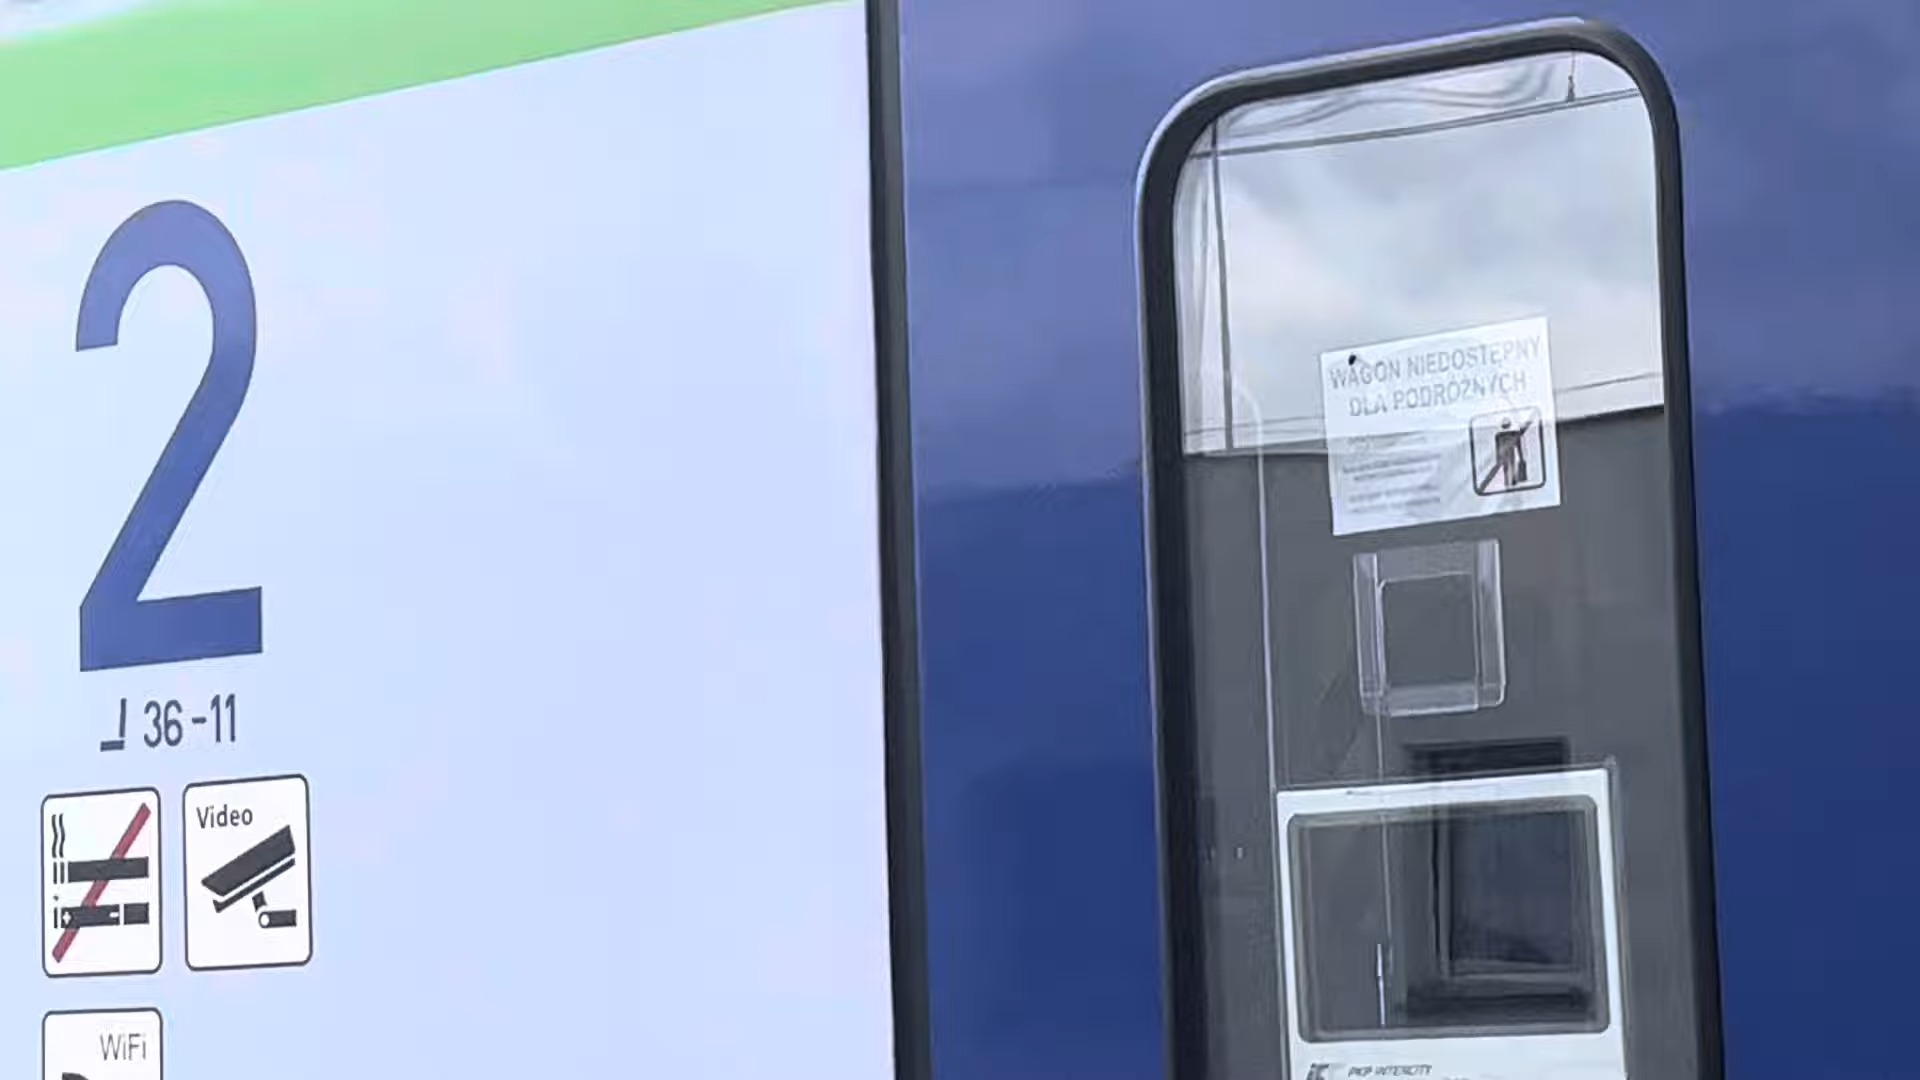 2
36-11
Video
WiFi
WAGON NIEDOSTĘPNY
DLA PODRÓŻNYCH
PKP INTERCITY